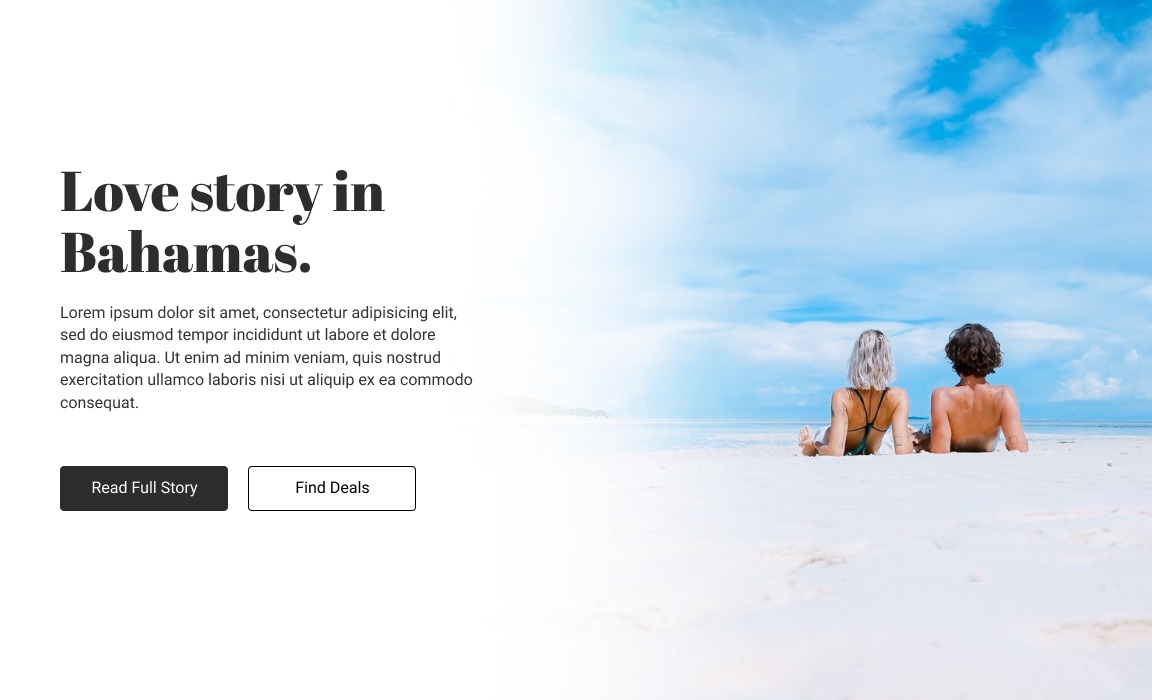 Love story in
Bahamas.
Lorem ipsum dolor sit amet, consectetur adipisicing elit,
sed do eiusmod tempor incididunt ut labore et dolore
magna aliqua. Ut enim ad minim veniam, quis nostrud
exercitation ullamco laboris nisi ut aliquip ex ea commodo
consequat.
Read Full Story
Find Deals